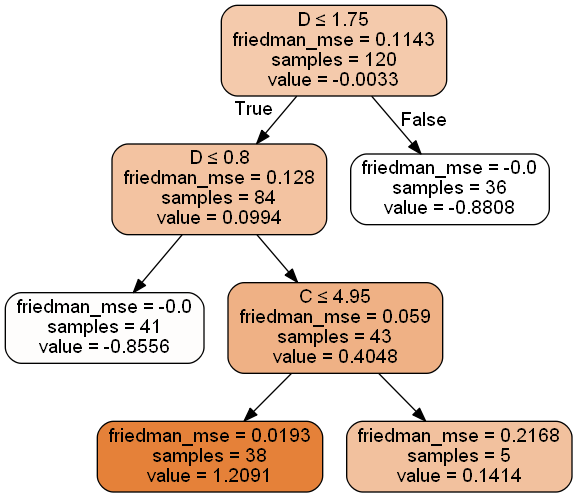 D ≤ 1.75
friedman_mse = 0.1143
samples = 120
value = -0.0033
True
False
D ≤ 0.8
friedman_mse = 0.128
samples = 84
value = 0.0994
friedman_mse = -0.0
samples = 36
value = -0.8808
friedman_mse = -0.0
samples = 41
value = -0.8556
C ≤ 4.95
friedman_mse = 0.059
samples = 43
value = 0.4048
friedman_mse = 0.0193
samples = 38
value = 1.2091
friedman_mse = 0.2168
samples = 5
value = 0.1414